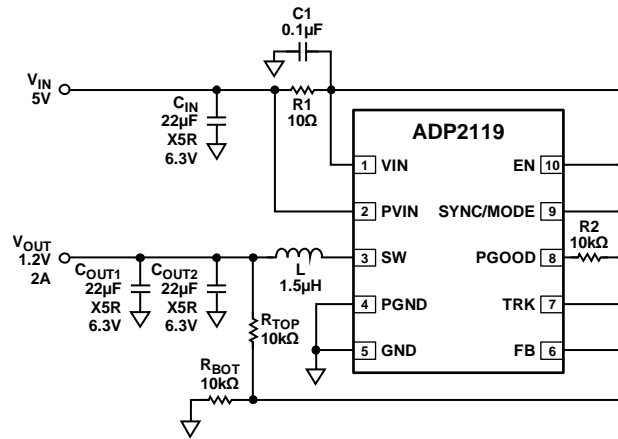 C1
0.1µF
VIN
5V
CIN
22µF
X5R
6.3V
R1
10Ω
ADP2119
1 VIN
EN 10
2 PVIN
SYNC/MODE 9
3 SW
PGOOD 8
4 PGND
TRK 7
5 GND
FB 6
R2
10kΩ
VOUT
1.2V
2A
COUT1
22µF
X5R
6.3V
COUT2
22µF
X5R
6.3V
L
1.5µH
RTOP
10kΩ
RBOT
10kΩ